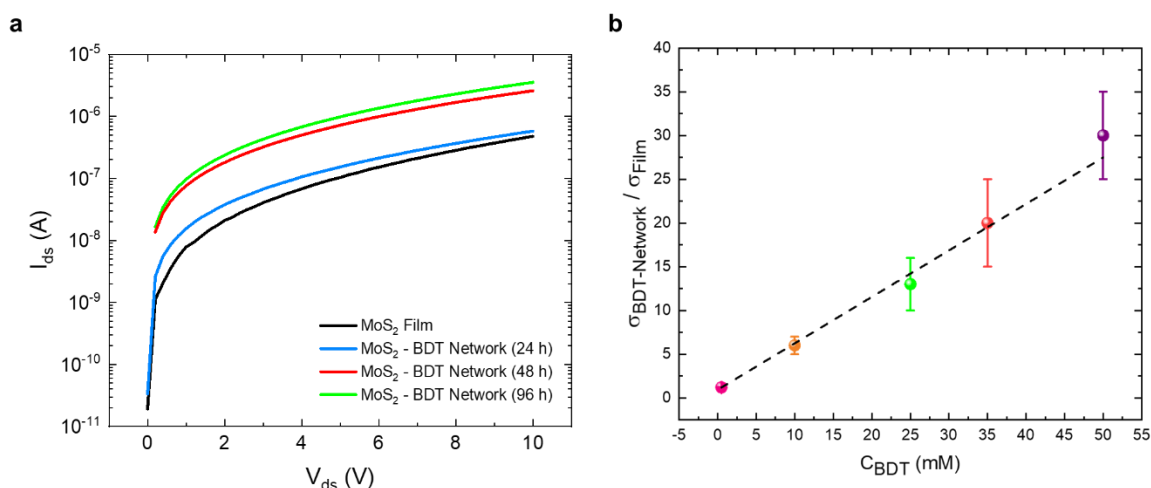 a
10⁻⁵
10⁻⁶
10⁻⁷
10⁻⁸
10⁻⁹
10⁻¹⁰
10⁻¹¹
I_ds (A)
MoS₂ Film
MoS₂ - BDT Network (24 h)
MoS₂ - BDT Network (48 h)
MoS₂ - BDT Network (96 h)
0 2 4 6 8 10
V_ds (V)
b
40
35
30
25
20
15
10
5
0
σ_BDT-Network / σ_Film
-5 0 5 10 15 20 25 30 35 40 45 50 55
C_BDT (mM)